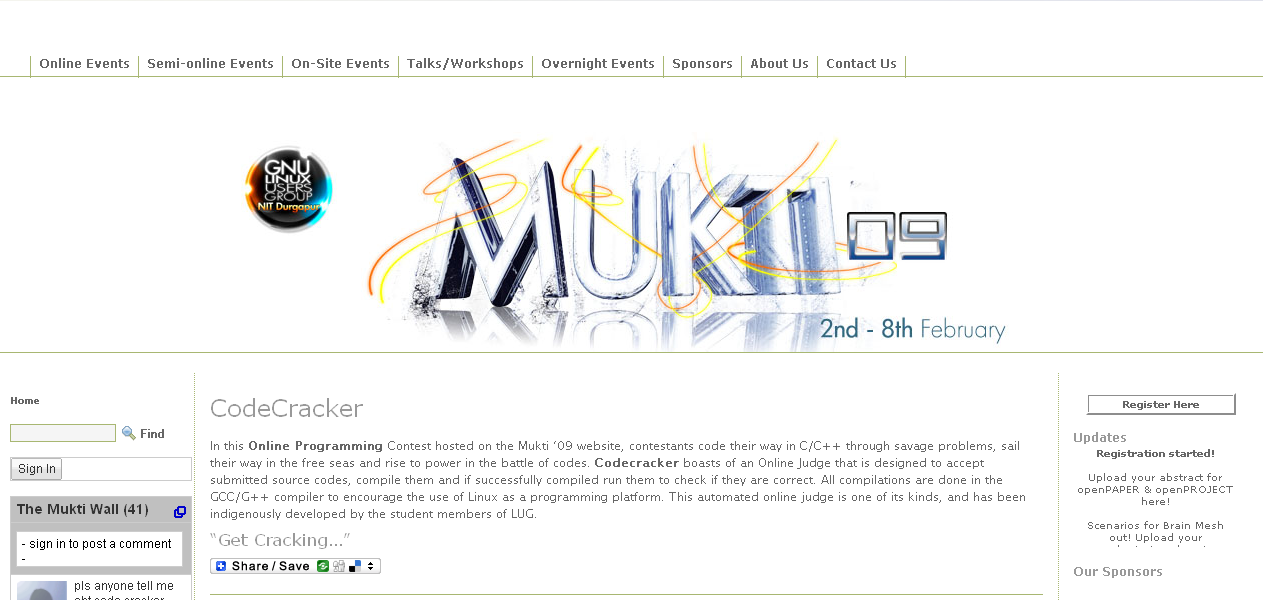 Online Events
Semi-online Events
On-Site Events
Talks/Workshops
Overnight Events
Sponsors
About Us
Contact Us
GNU
LINUX
USERS
GROUP
NIT Durgapur
MUKTI
09
2nd - 8th February
Home
Find
Sign In
The Mukti Wall (41)
- sign in to post a comment
-
pls anyone tell me
abt code cracker
CodeCracker
In this Online Programming Contest hosted on the Mukti '09 website, contestants code their way in C/C++ through savage problems, sail
their way in the free seas and rise to power in the battle of codes. Codecracker boasts of an Online Judge that is designed to accept
submitted source codes, compile them and if successfully compiled run them to check if they are correct. All compilations are done in the
GCC/G++ compiler to encourage the use of Linux as a programming platform. This automated online judge is one of its kinds, and has been
indigenously developed by the student members of LUG.
“Get Cracking...”
Share / Save
Register Here
Updates
Registration started!
Upload your abstract for
openPAPER & openPROJECT
here!
Scenarios for Brain Mesh
out! Upload your
Our Sponsors